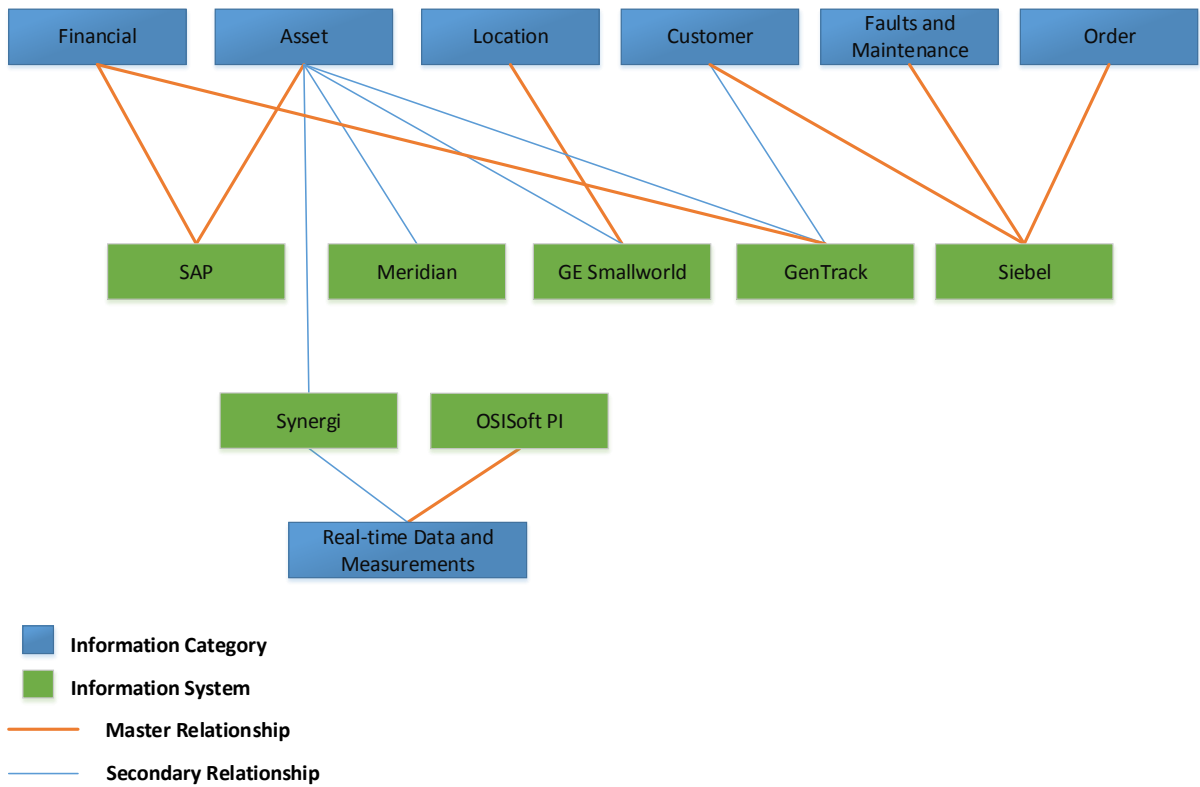 Financial
Asset
Location
Customer
Faults and
Maintenance
Order
SAP
Meridian
GE Smallworld
GenTrack
Siebel
Synergi
OSISoft PI
Real-time Data and
Measurements
Information Category
Information System
Master Relationship
Secondary Relationship